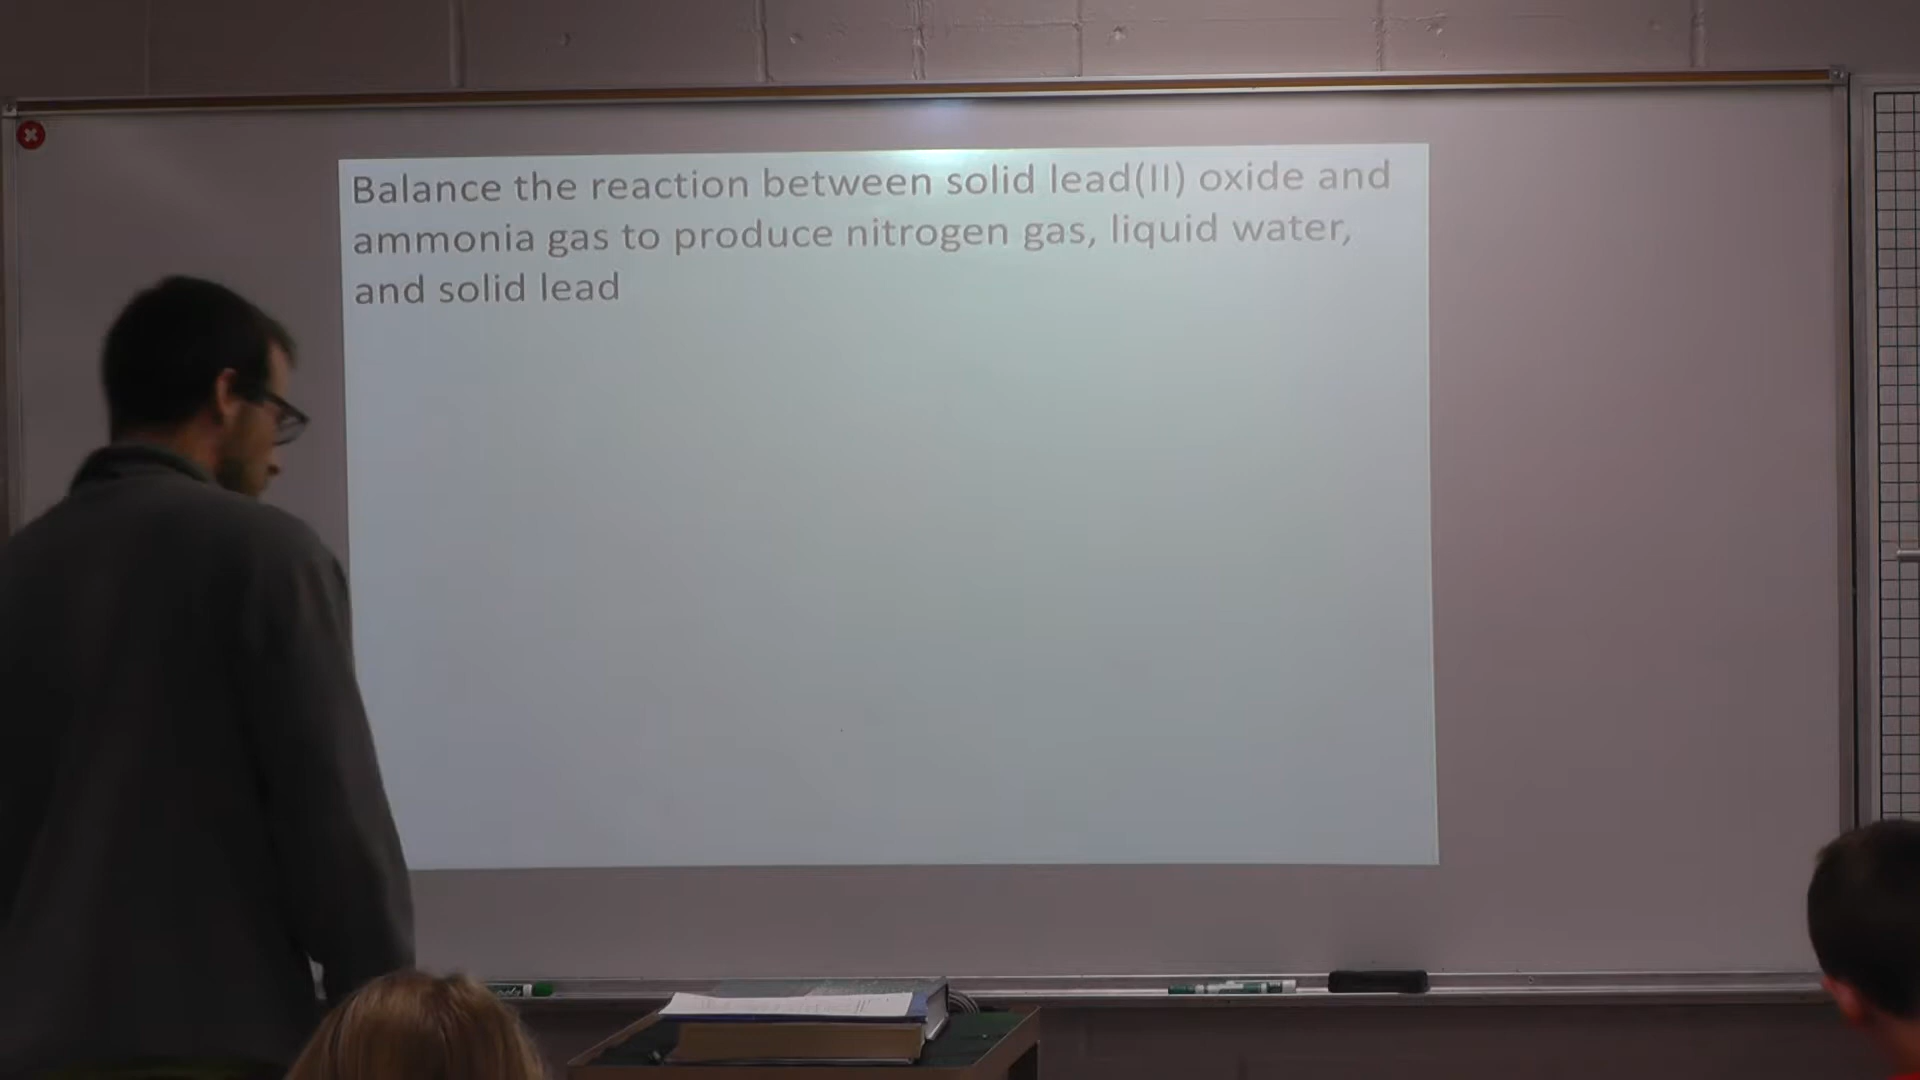 Balance the reaction between solid lead(II) oxide and
ammonia gas to produce nitrogen gas, liquid water,
and solid lead